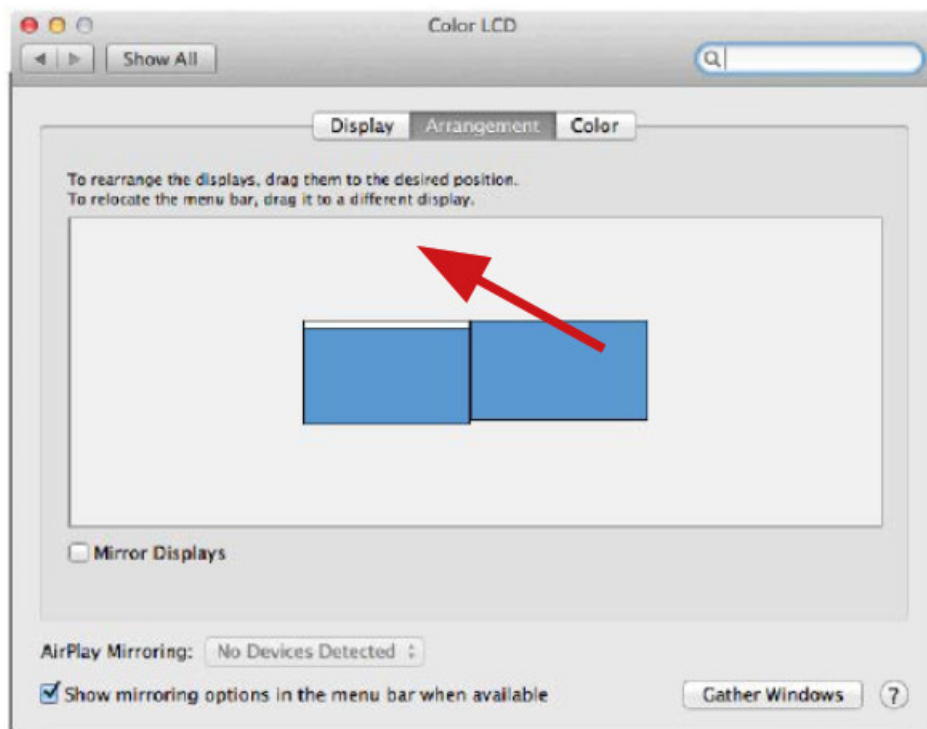 Color LCD
Show All
Display Arrangement Color
To rearrange the displays, drag them to the desired position.
To relocate the menu bar, drag it to a different display.
Mirror Displays
AirPlay Mirroring: No Devices Detected
Show mirroring options in the menu bar when available
Gather Windows ?